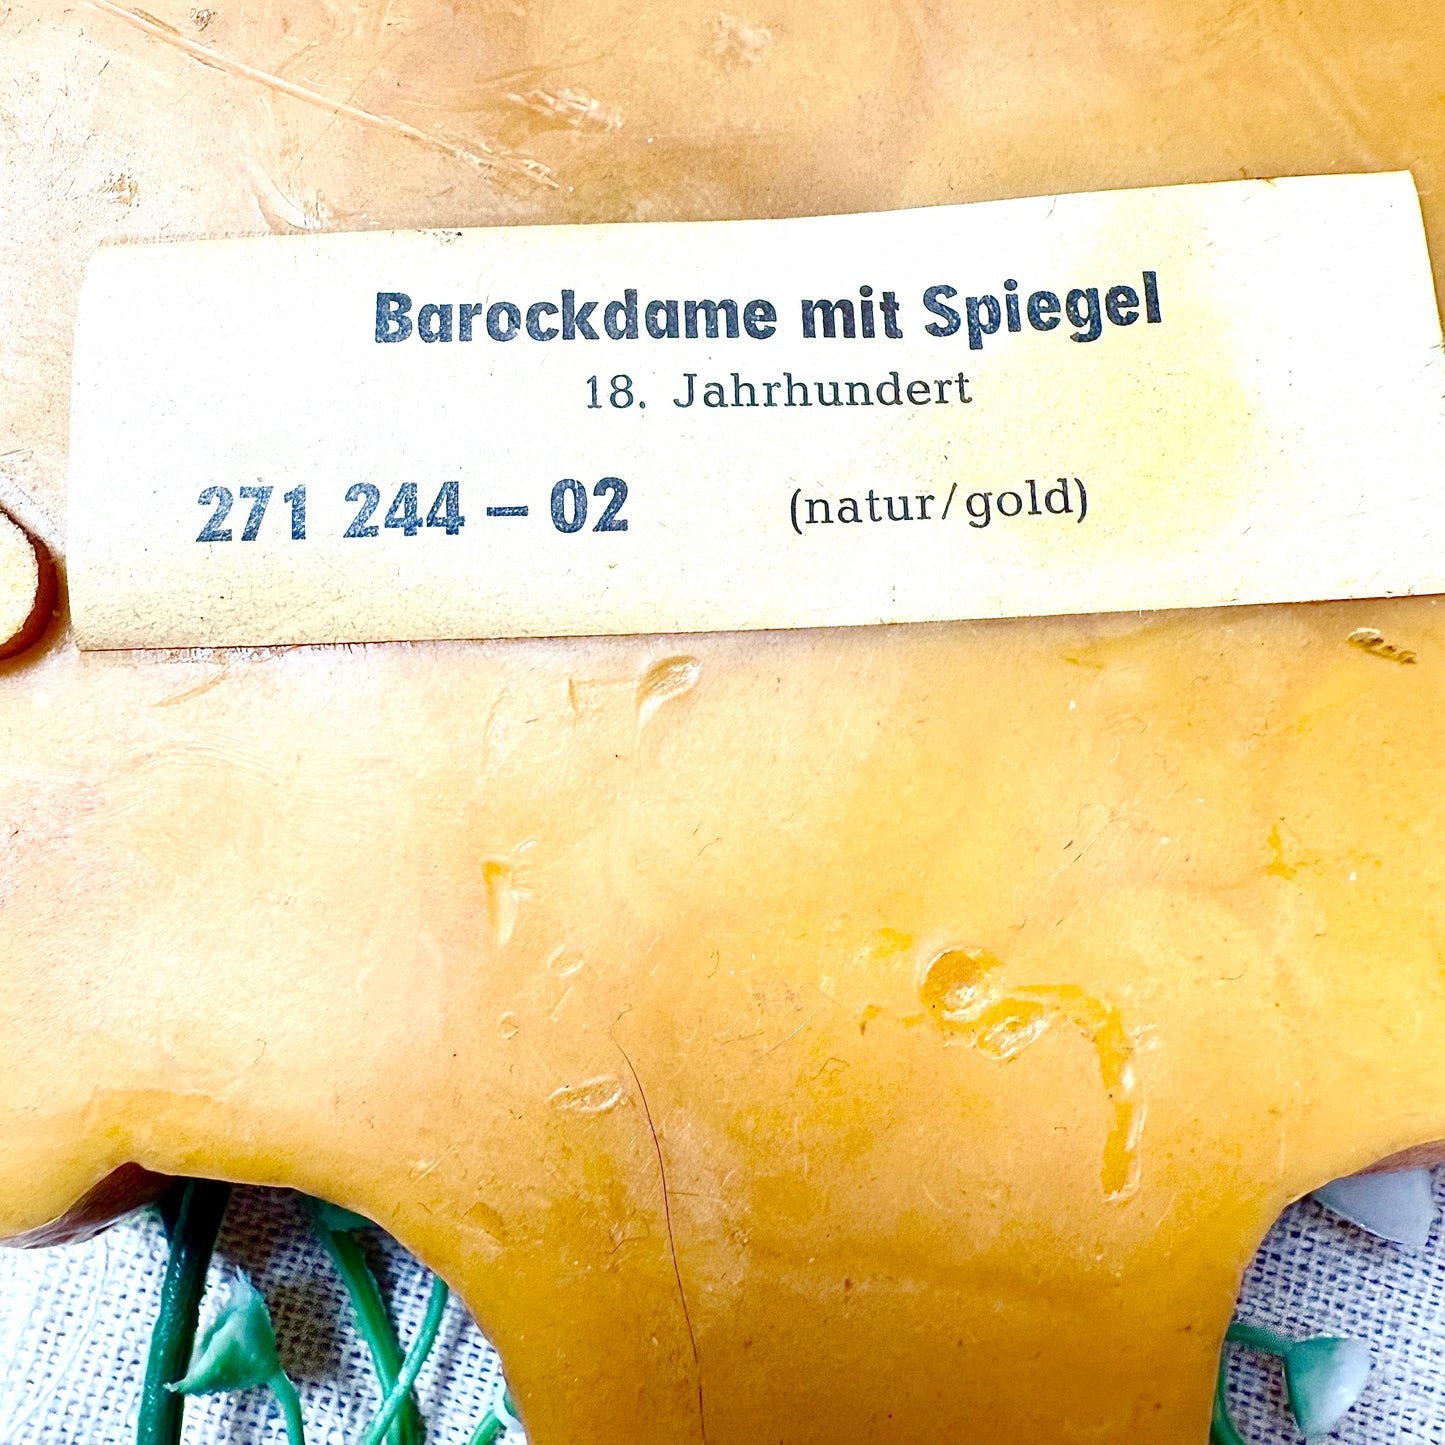 Barockdame mit Spiegel
18. Jahrhundert
271 244 – 02 (natur/gold)